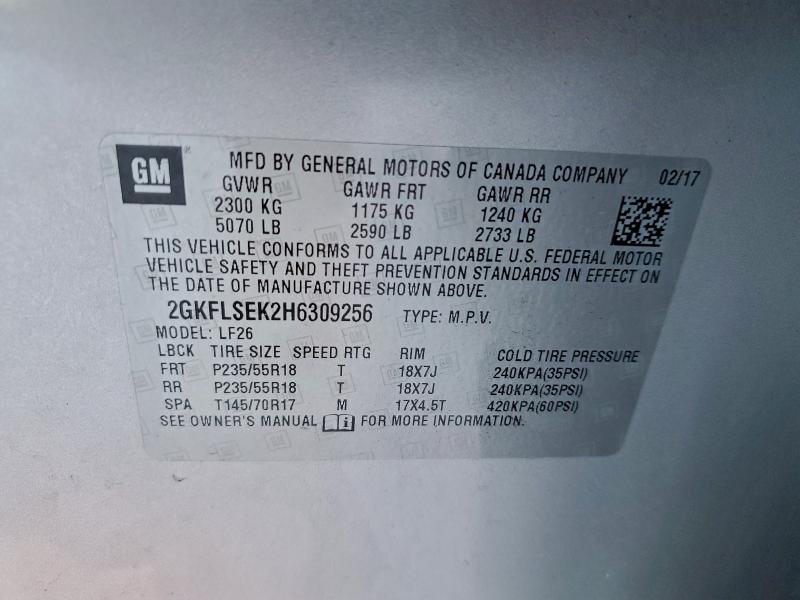 GM MFD BY GENERAL MOTORS OF CANADA COMPANY 02/17
GVWR GAWR FRT GAWR RR
2300 KG 1175 KG 1240 KG
5070 LB 2590 LB 2733 LB
THIS VEHICLE CONFORMS TO ALL APPLICABLE U.S. FEDERAL MOTOR
VEHICLE SAFETY AND THEFT PREVENTION STANDARDS IN EFFECT ON
THE DATE OF MANUFACTURE SHOWN ABOVE.
2GKFLSEK2H6309256 TYPE: M.P.V.
MODEL: LF26
LBCK TIRE SIZE SPEED RTG RIM COLD TIRE PRESSURE
FRT P235/55R18 T 18X7J 240KPA(35PSI)
RR P235/55R18 T 18X7J 240KPA(35PSI)
SPA T145/70R17 M 17X4.5T 420KPA(60PSI)
SEE OWNER'S MANUAL FOR MORE INFORMATION.